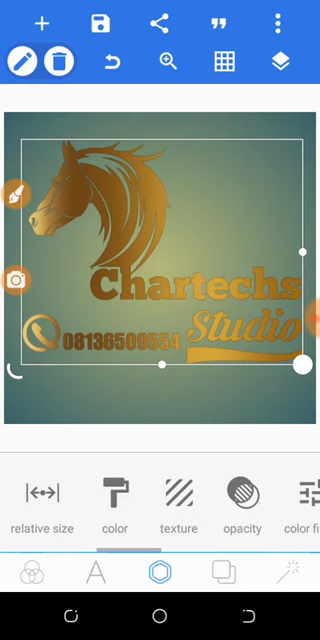 Chartechs
Studio
08136509554
relative size
color
texture
opacity
color fi